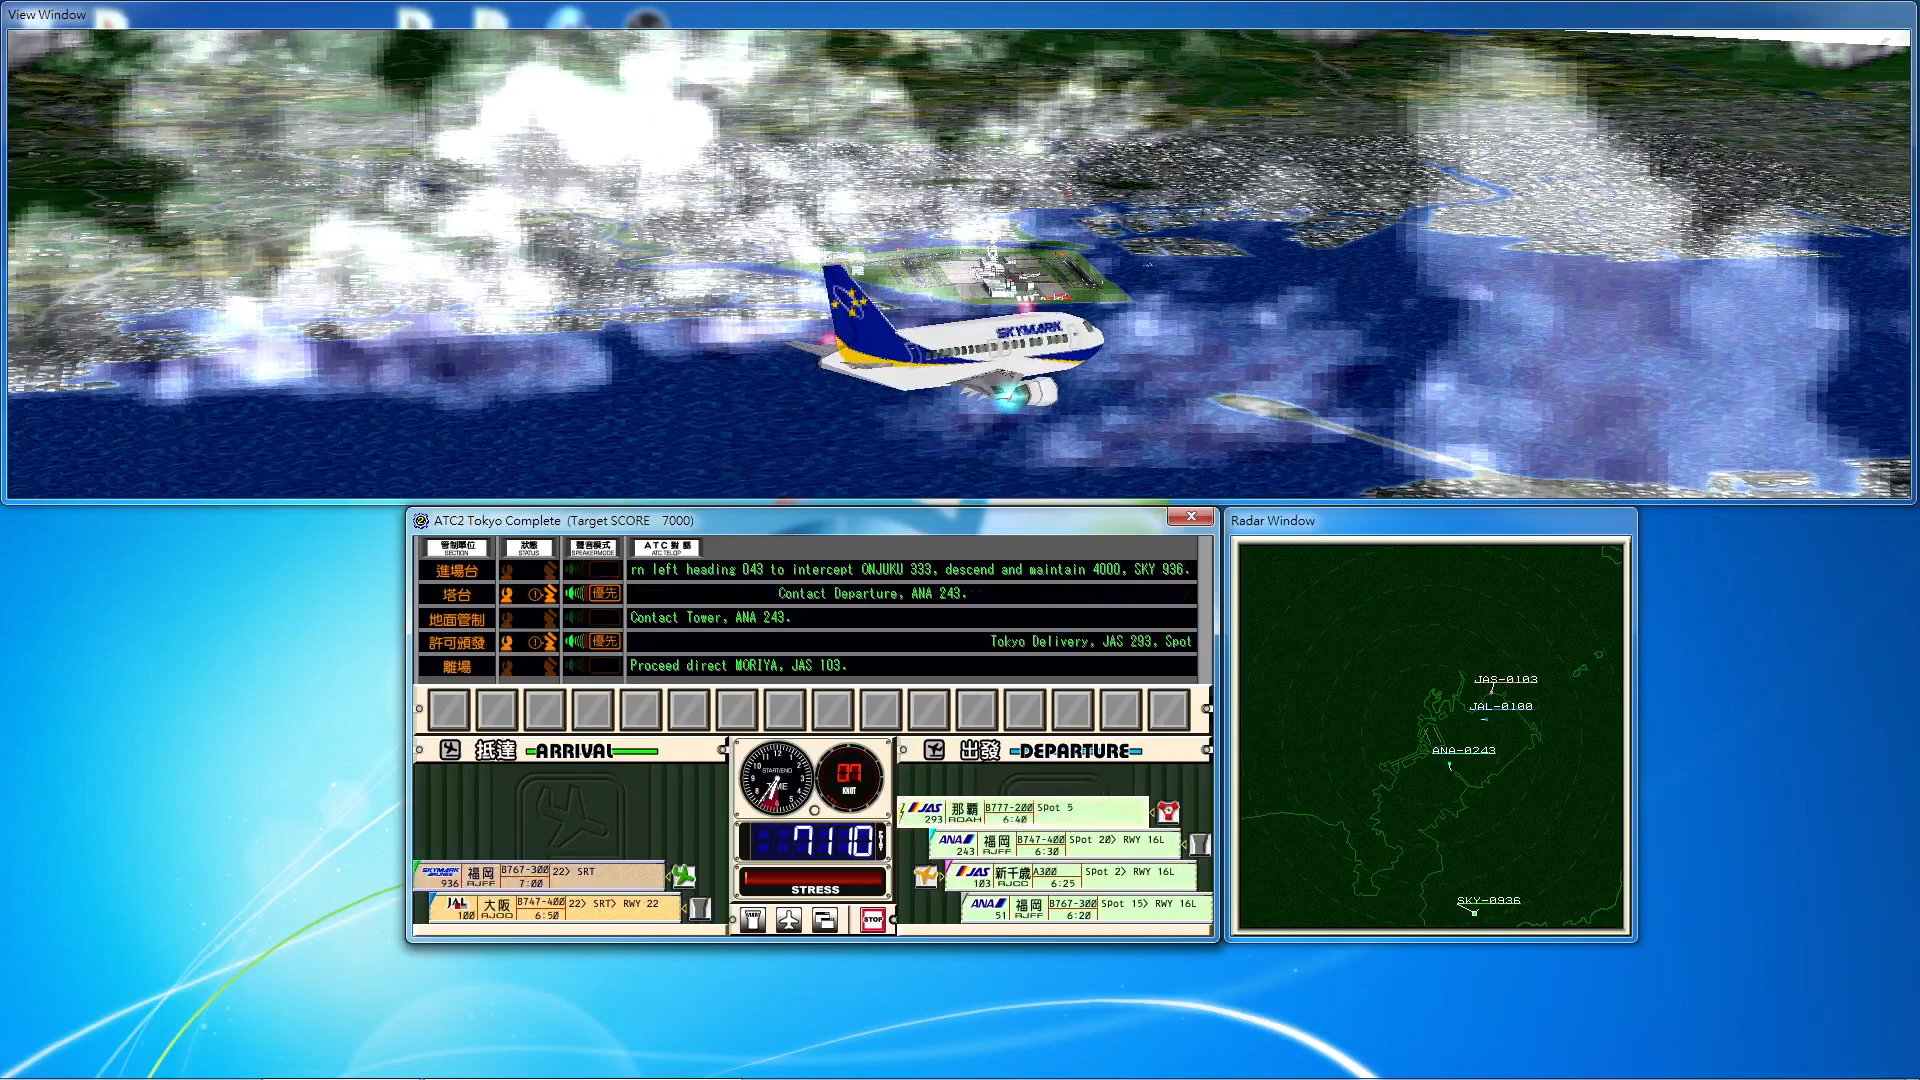 View Window
SKYMARK
ATC2 Tokyo Complete (Target SCORE 7000)
管制單位
SECTION
狀態
STATUS
聲音模式
SPEAKERMODE
ATC 對話
ATC TELOP
進場台
rn left heading 043 to intercept ONJUKU 333, descend and maintain 4000, SKY 936.
塔台
優先
Contact Departure, ANA 243.
地面管制
Contact Tower, ANA 243.
許可頒發
優先
Tokyo Delivery, JAS 293, Spot
離場
Proceed direct MORIYA, JAS 103.
抵達 ARRIVAL
SKYMARK 936 福岡 RJFF B767-300 7:00 22> SRT
JAL 100 大阪 RJOO B747-400 6:50 22> SRT> RWY 22
START/END
TIME
07
KNOT
7110
STRESS
STOP
出發 DEPARTURE
JAS 293 那覇 ROAH B777-200 6:40 Spot 5
ANA 243 福岡 RJFF B747-400 6:30 Spot 20> RWY 16L
JAS 103 新千歳 RJCC A300 6:25 Spot 2> RWY 16L
ANA 51 福岡 RJFF B767-300 6:20 Spot 15> RWY 16L
Radar Window
JAS-0103
JAL-0100
ANA-0243
SKY-0936